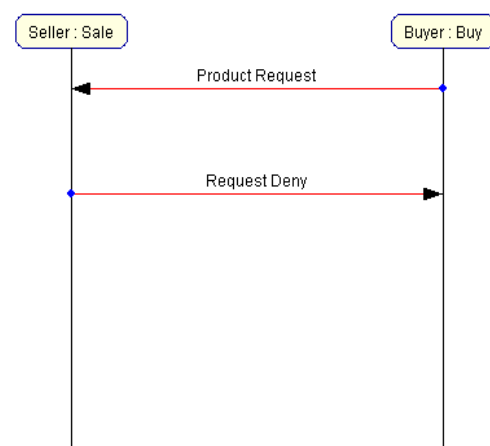 Seller : Sale
Buyer : Buy
Product Request
Request Deny